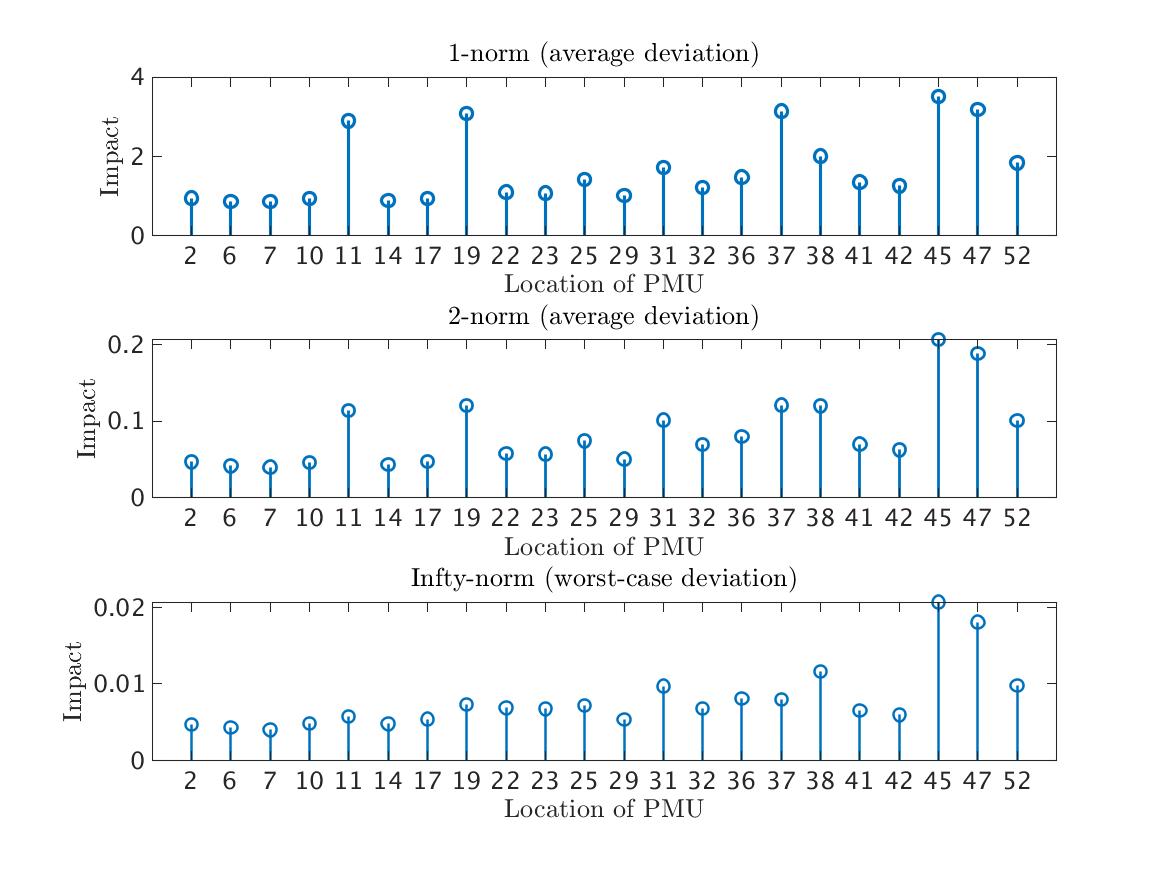 1-norm (average deviation)
4
2
0
Impact
2 6 7 10 11 14 17 19 22 23 25 29 31 32 36 37 38 41 42 45 47 52
Location of PMU
2-norm (average deviation)
0.2
0.1
0
Impact
2 6 7 10 11 14 17 19 22 23 25 29 31 32 36 37 38 41 42 45 47 52
Location of PMU
Infty-norm (worst-case deviation)
0.02
0.01
0
Impact
2 6 7 10 11 14 17 19 22 23 25 29 31 32 36 37 38 41 42 45 47 52
Location of PMU